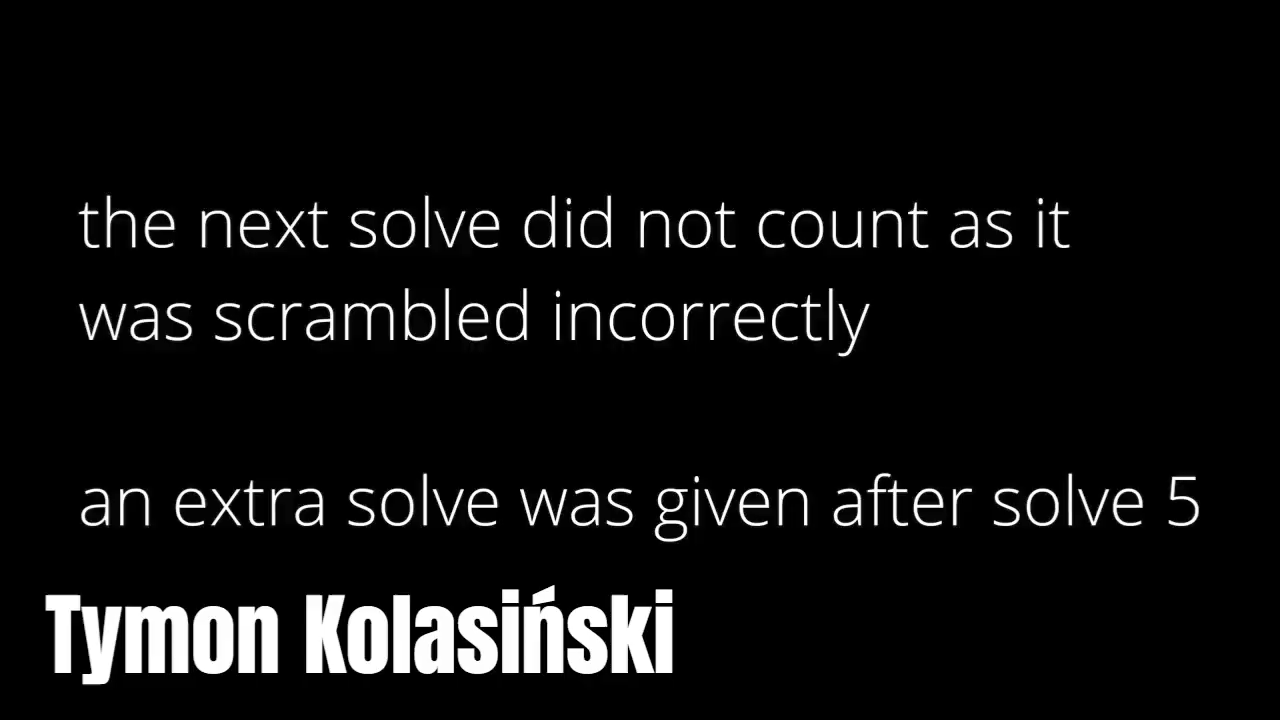 the next solve did not count as it
was scrambled incorrectly
an extra solve was given after solve 5
Tymon Kolasiński